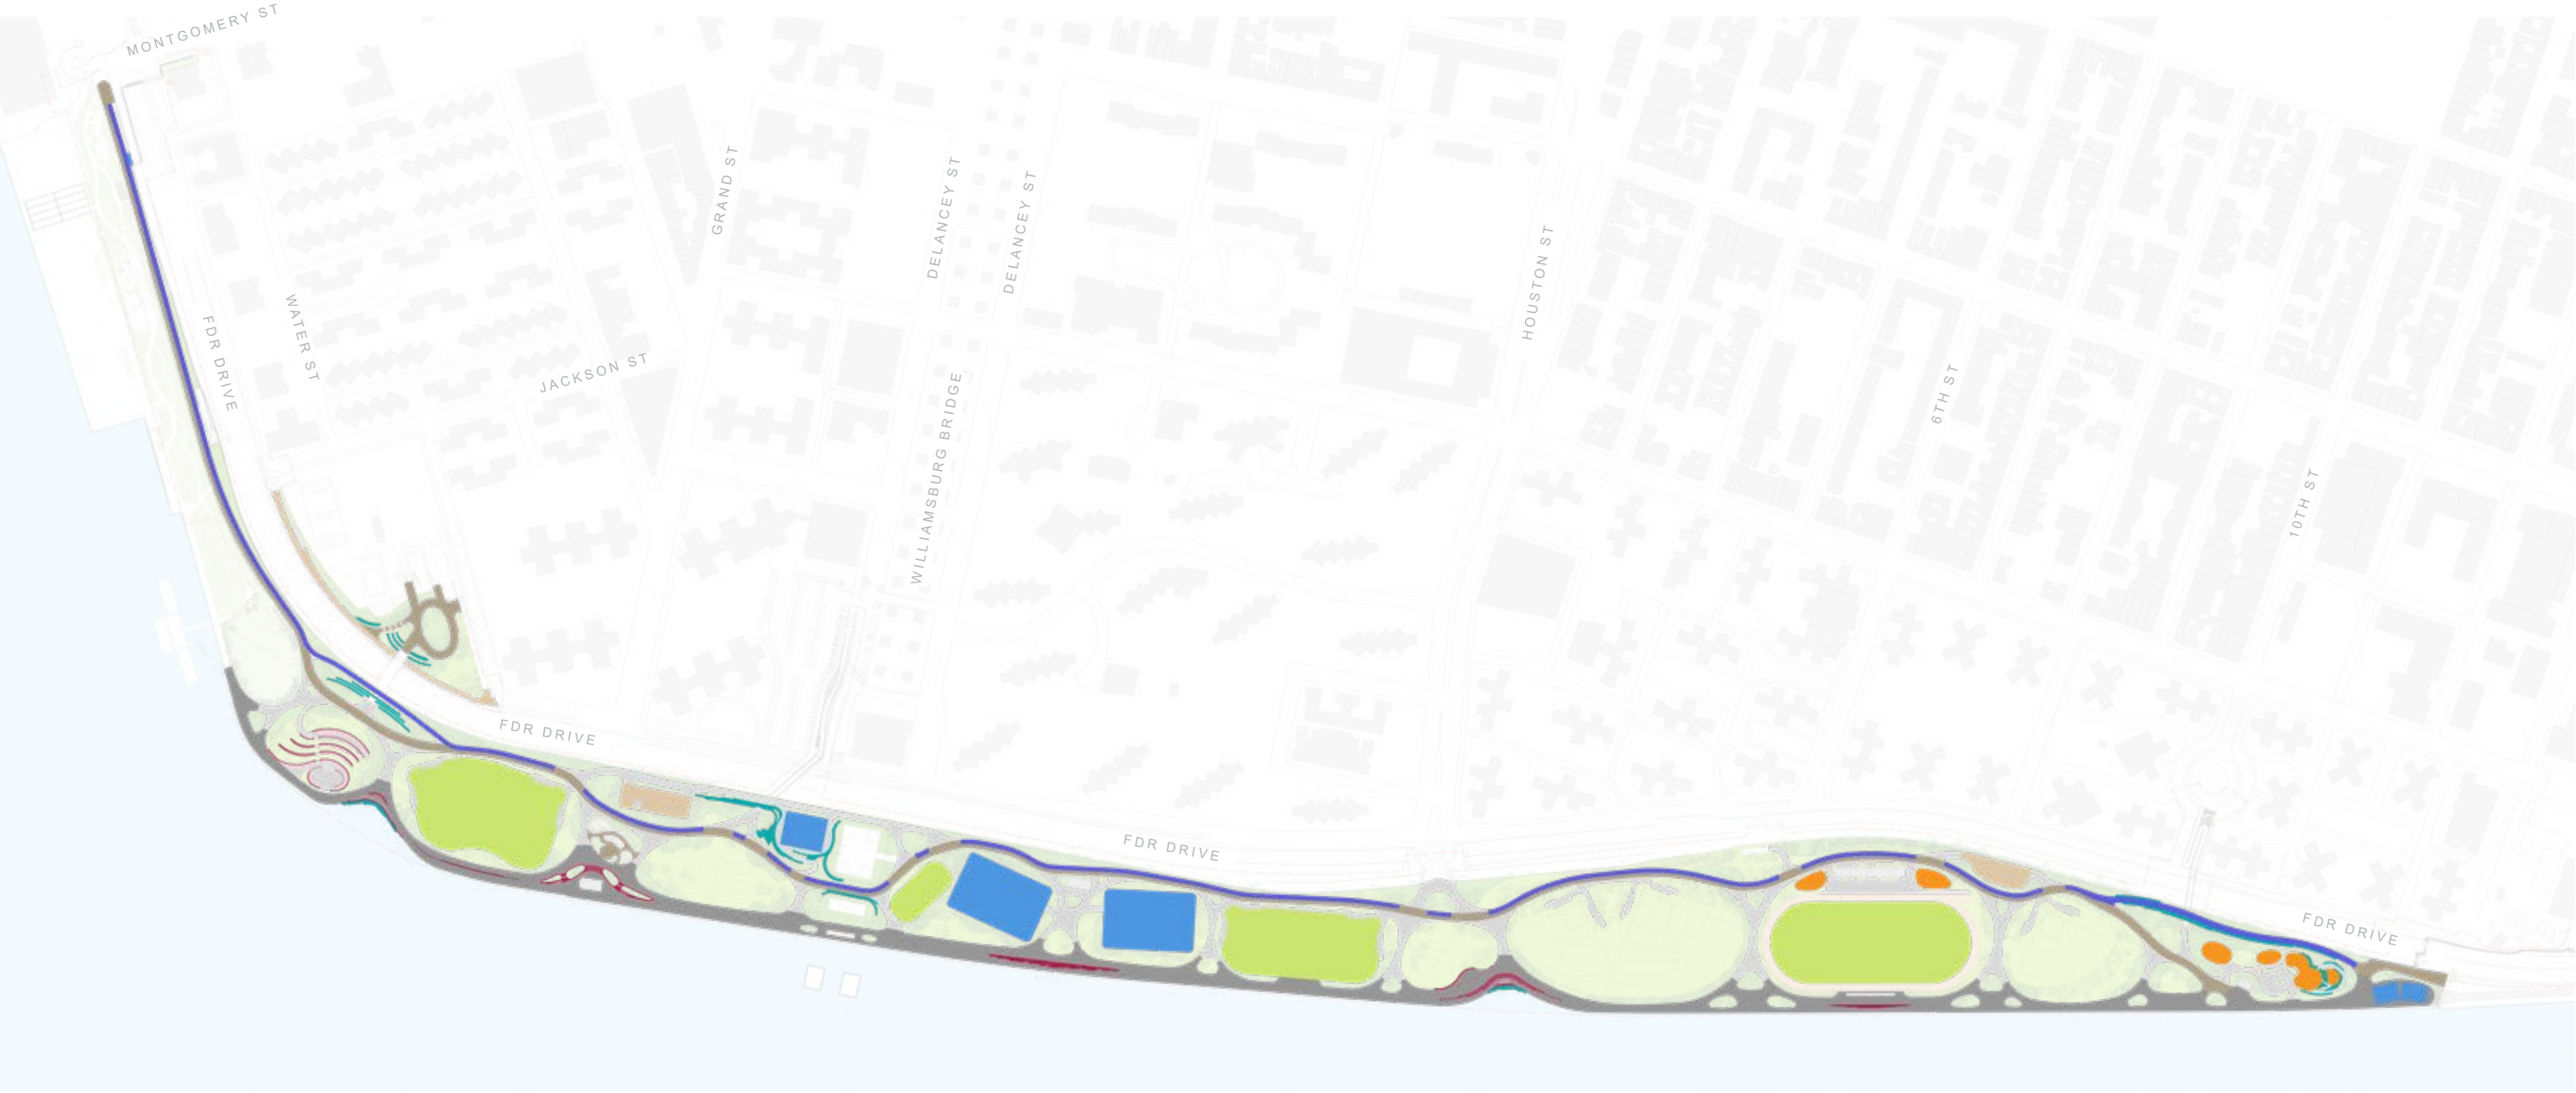 MONTGOMERY ST
GRAND ST
DELANCEY ST
DELANCEY ST
HOUSTON ST
WATER ST
FDR DRIVE
JACKSON ST
WILLIAMSBURG BRIDGE
6TH ST
10TH ST
FDR DRIVE
FDR DRIVE
FDR DRIVE